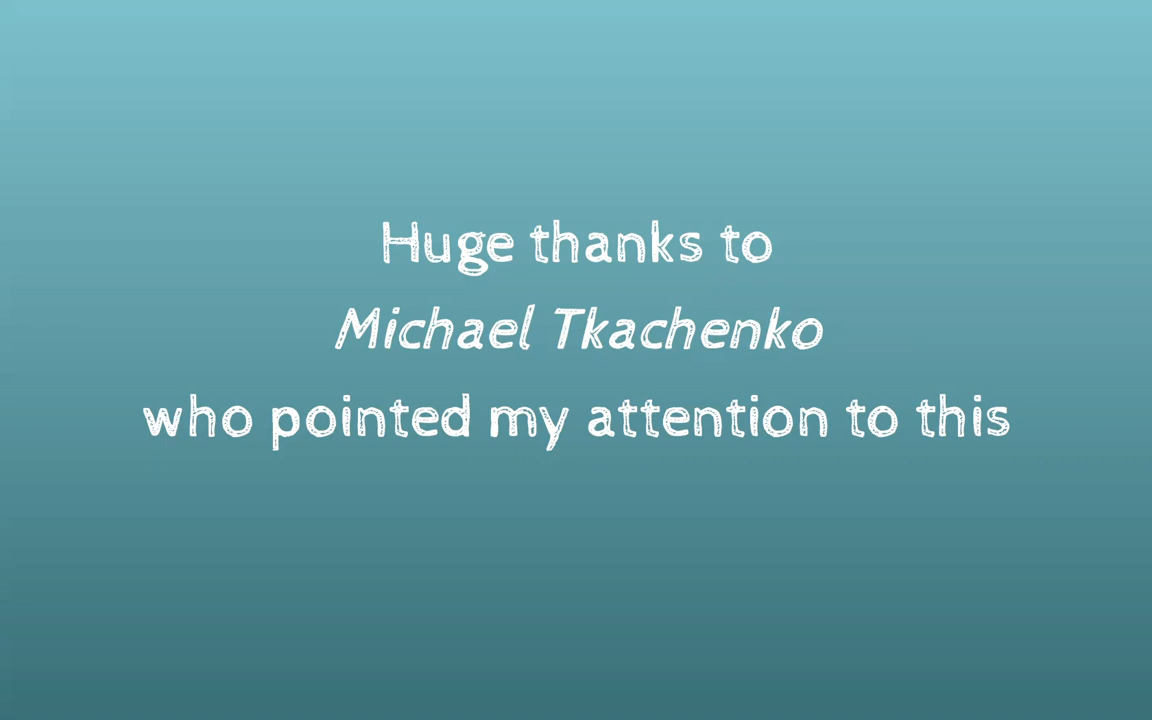 Huge thanks to
Michael Tkachenko
who pointed my attention to this